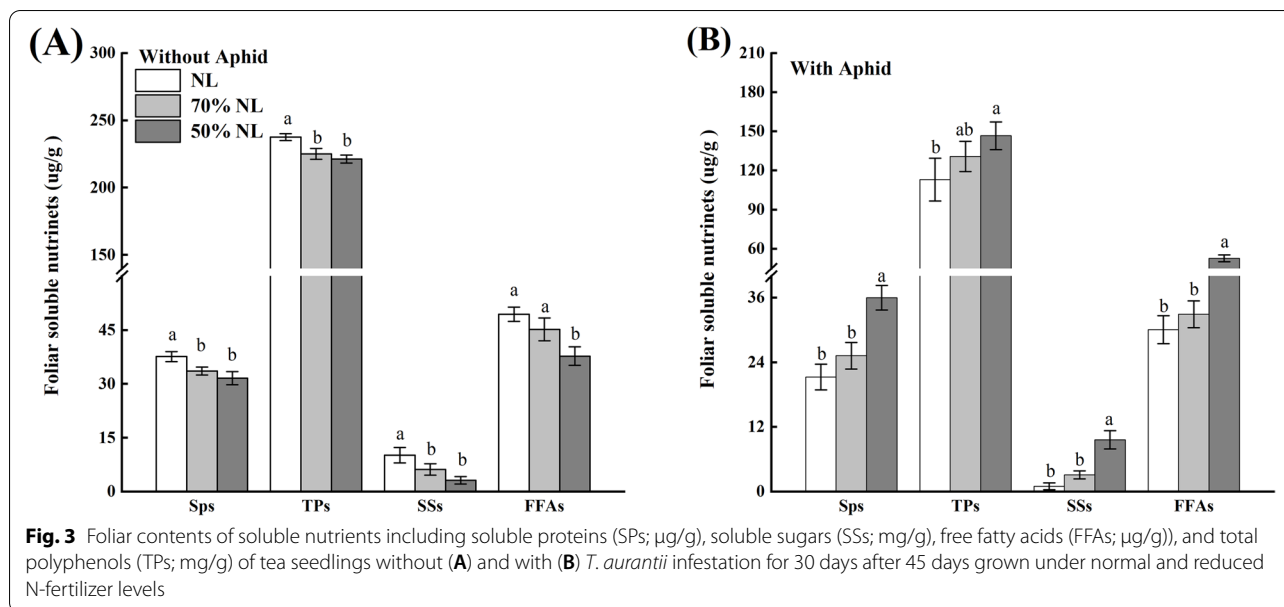 (A)
300
250
200
150
45
30
15
0
Foliar soluble nutrinets (ug/g )
Without Aphid
NL
70% NL
50% NL
a b b
a b b
a b b
a a b
Sps TPs SSs FFAs
(B)
210
180
150
120
90
60
36
24
12
0
Foliar soluble nutrinets (ug/g )
With Aphid
b b a
b ab a
b b a
b b a
Sps TPs SSs FFAs
Fig. 3 Foliar contents of soluble nutrients including soluble proteins (SPs; µg/g), soluble sugars (SSs; mg/g), free fatty acids (FFAs; µg/g)), and total
polyphenols (TPs; mg/g) of tea seedlings without (A) and with (B) T. aurantii infestation for 30 days after 45 days grown under normal and reduced
N-fertilizer levels